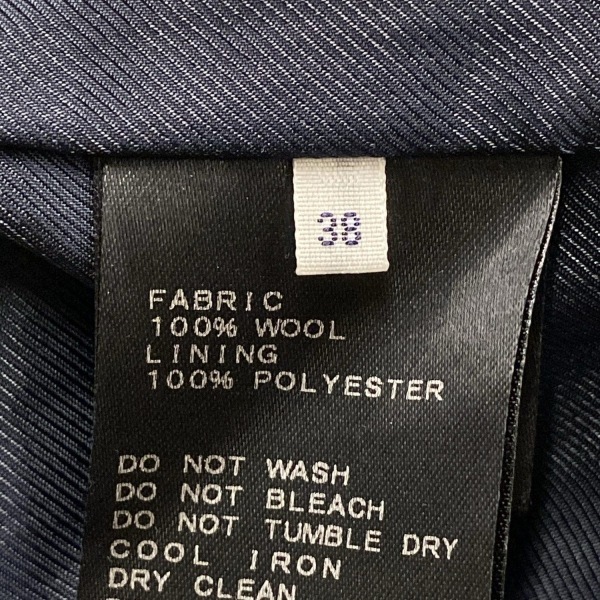 38
FABRIC
100% WOOL
LINING
100% POLYESTER
DO NOT WASH
DO NOT BLEACH
DO NOT TUMBLE DRY
COOL IRON
DRY CLEAN